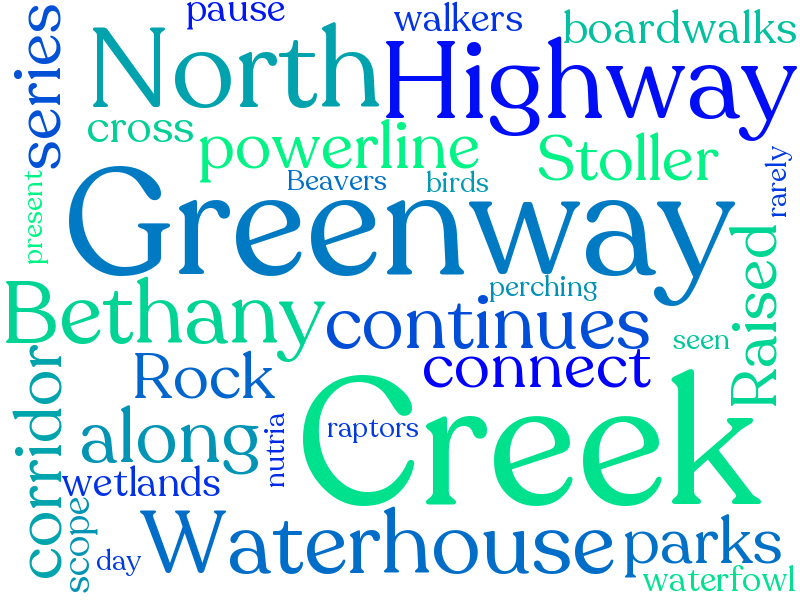 pause
walkers
boardwalks
series
North
Highway
cross
powerline
Stoller
Beavers
birds
rarely
present
Greenway
Raised
perching
Bethany
continues
seen
corridor
Rock
connect
along
nutria
raptors
Creek
wetlands
scope
day
Waterhouse
parks
waterfowl